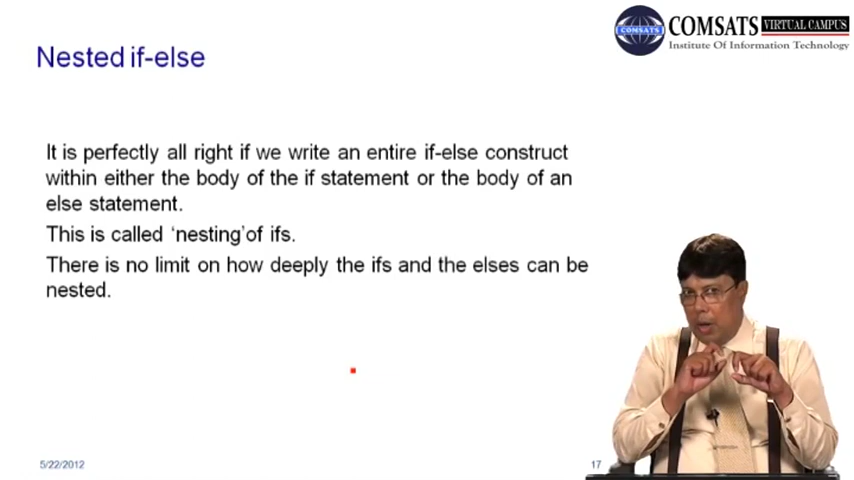 COMSATS VIRTUAL CAMPUS
COMSATS
Institute Of Information Technology
Nested if-else
It is perfectly all right if we write an entire if-else construct
within either the body of the if statement or the body of an
else statement.
This is called ‘nesting’of ifs.
There is no limit on how deeply the ifs and the elses can be
nested.
5/22/2012
17